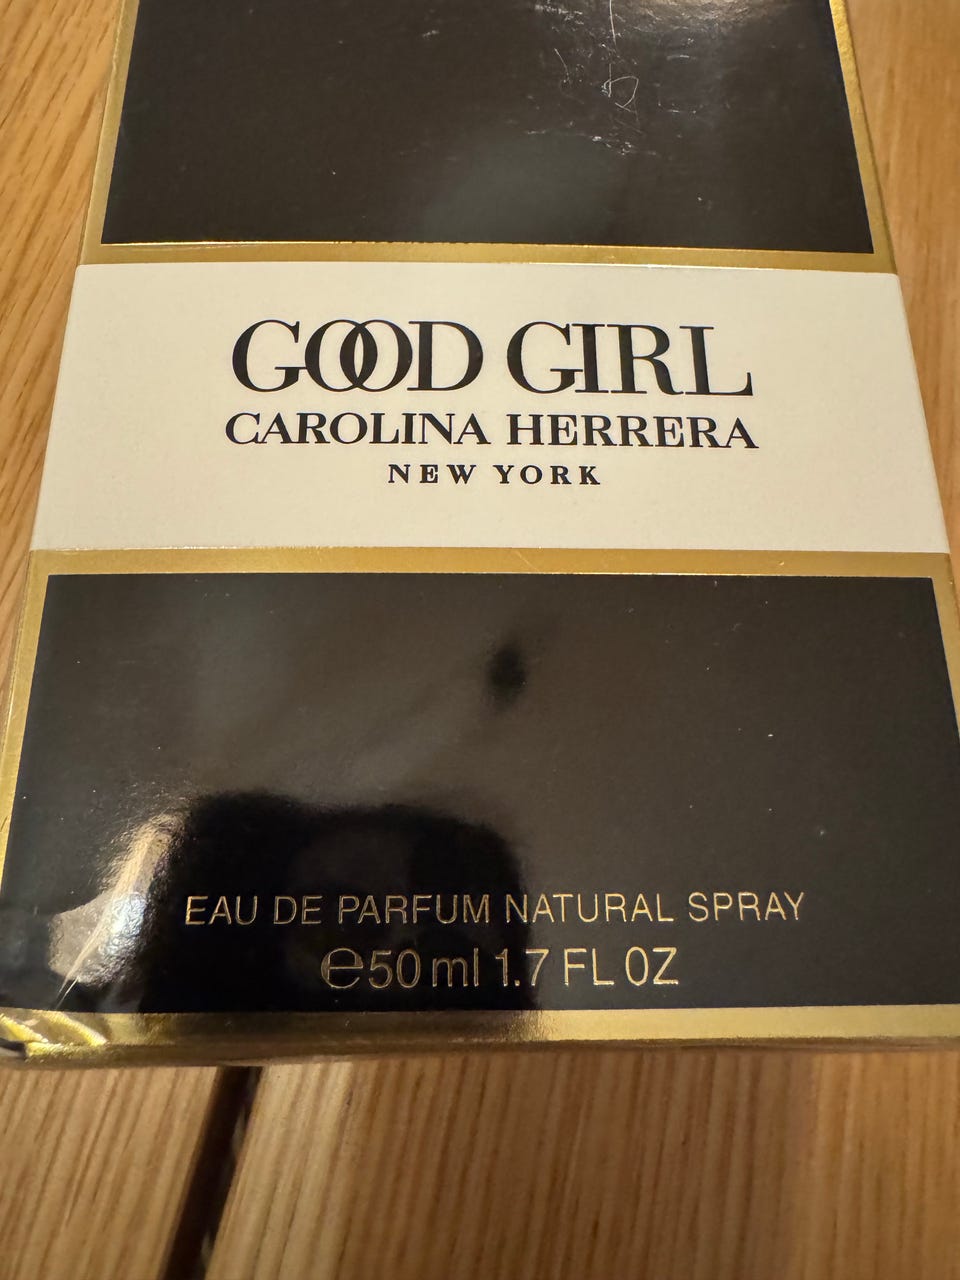 GOOD GIRL
CAROLINA HERRERA
NEW YORK
EAU DE PARFUM NATURAL SPRAY
℮50ml 1.7 FL OZ